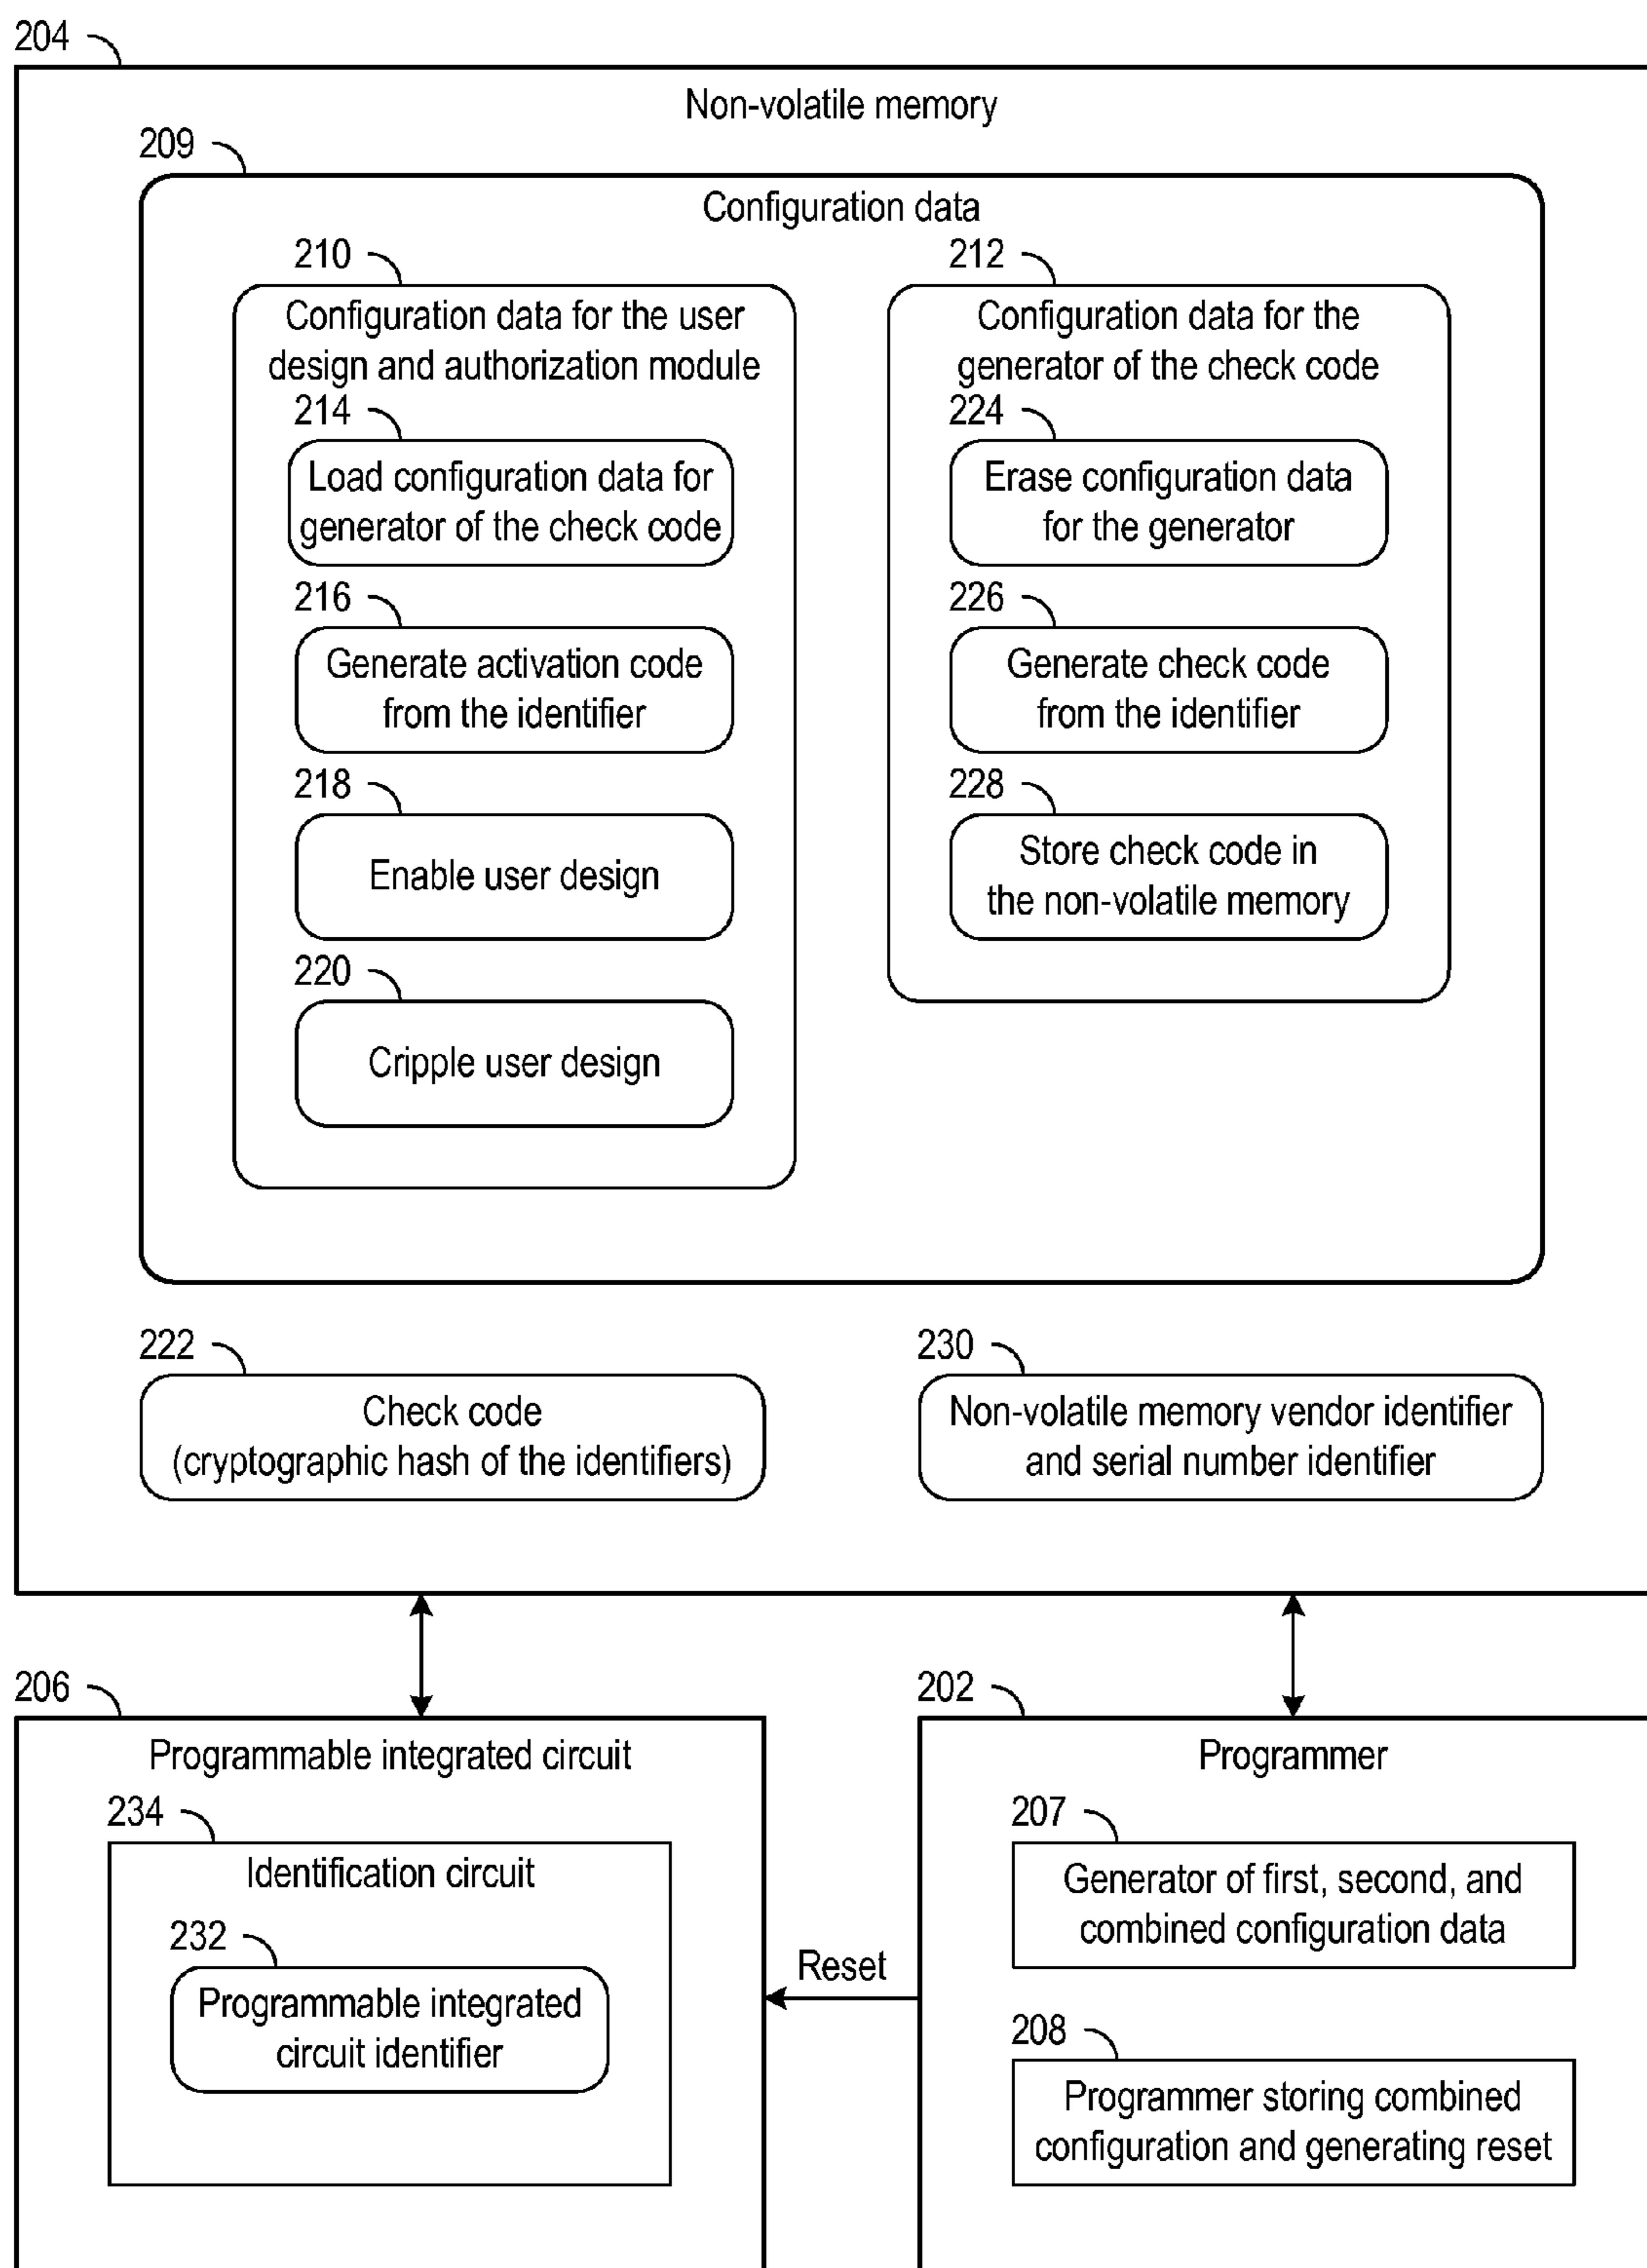 204
Non-volatile memory
209
Configuration data
210
Configuration data for the user
design and authorization module
214
Load configuration data for
generator of the check code
216
Generate activation code
from the identifier
218
Enable user design
220
Cripple user design
212
Configuration data for the
generator of the check code
224
Erase configuration data
for the generator
226
Generate check code
from the identifier
228
Store check code in
the non-volatile memory
222
Check code
(cryptographic hash of the identifiers)
230
Non-volatile memory vendor identifier
and serial number identifier
206
Programmable integrated circuit
234
Identification circuit
232
Programmable integrated
circuit identifier
Reset
202
Programmer
207
Generator of first, second, and
combined configuration data
208
Programmer storing combined
configuration and generating reset